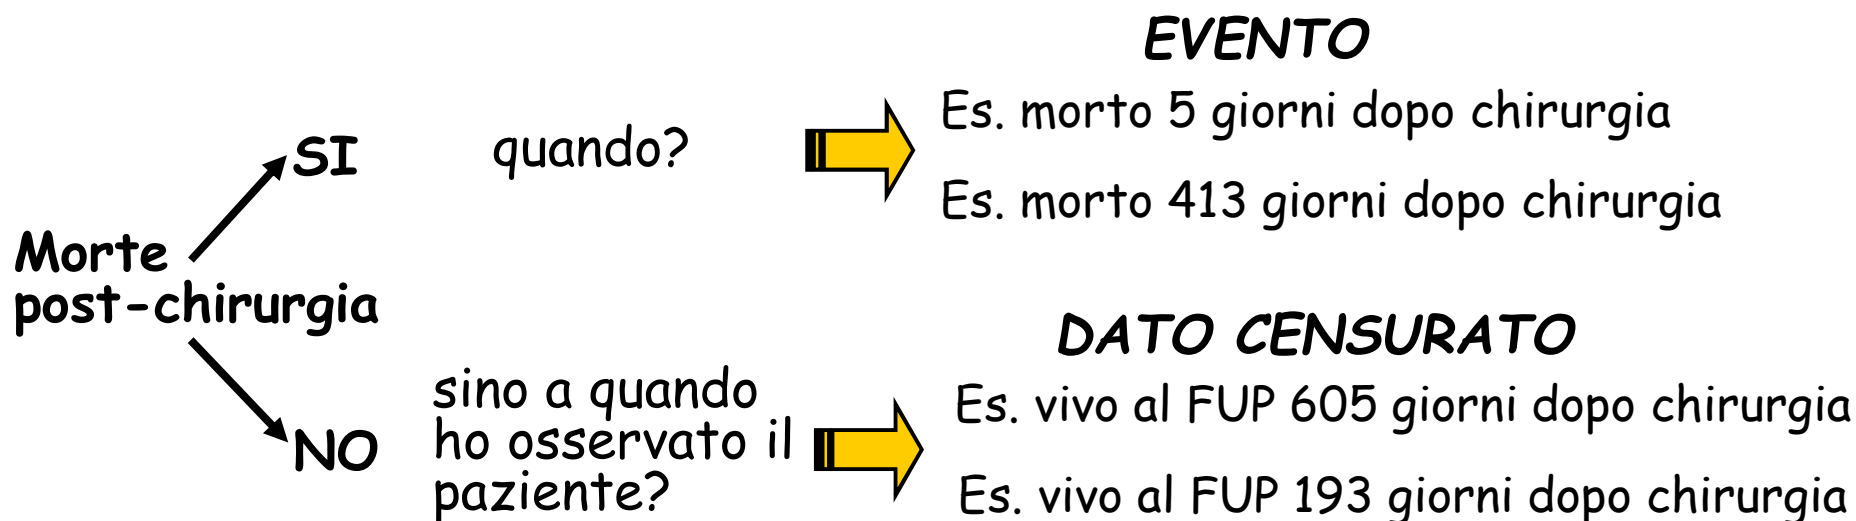 EVENTO
Es. morto 5 giorni dopo chirurgia
SI
quando?
Es. morto 413 giorni dopo chirurgia
Morte
post-chirurgia
DATO CENSURATO
sino a quando
ho osservato il
paziente?
Es. vivo al FUP 605 giorni dopo chirurgia
NO
Es. vivo al FUP 193 giorni dopo chirurgia